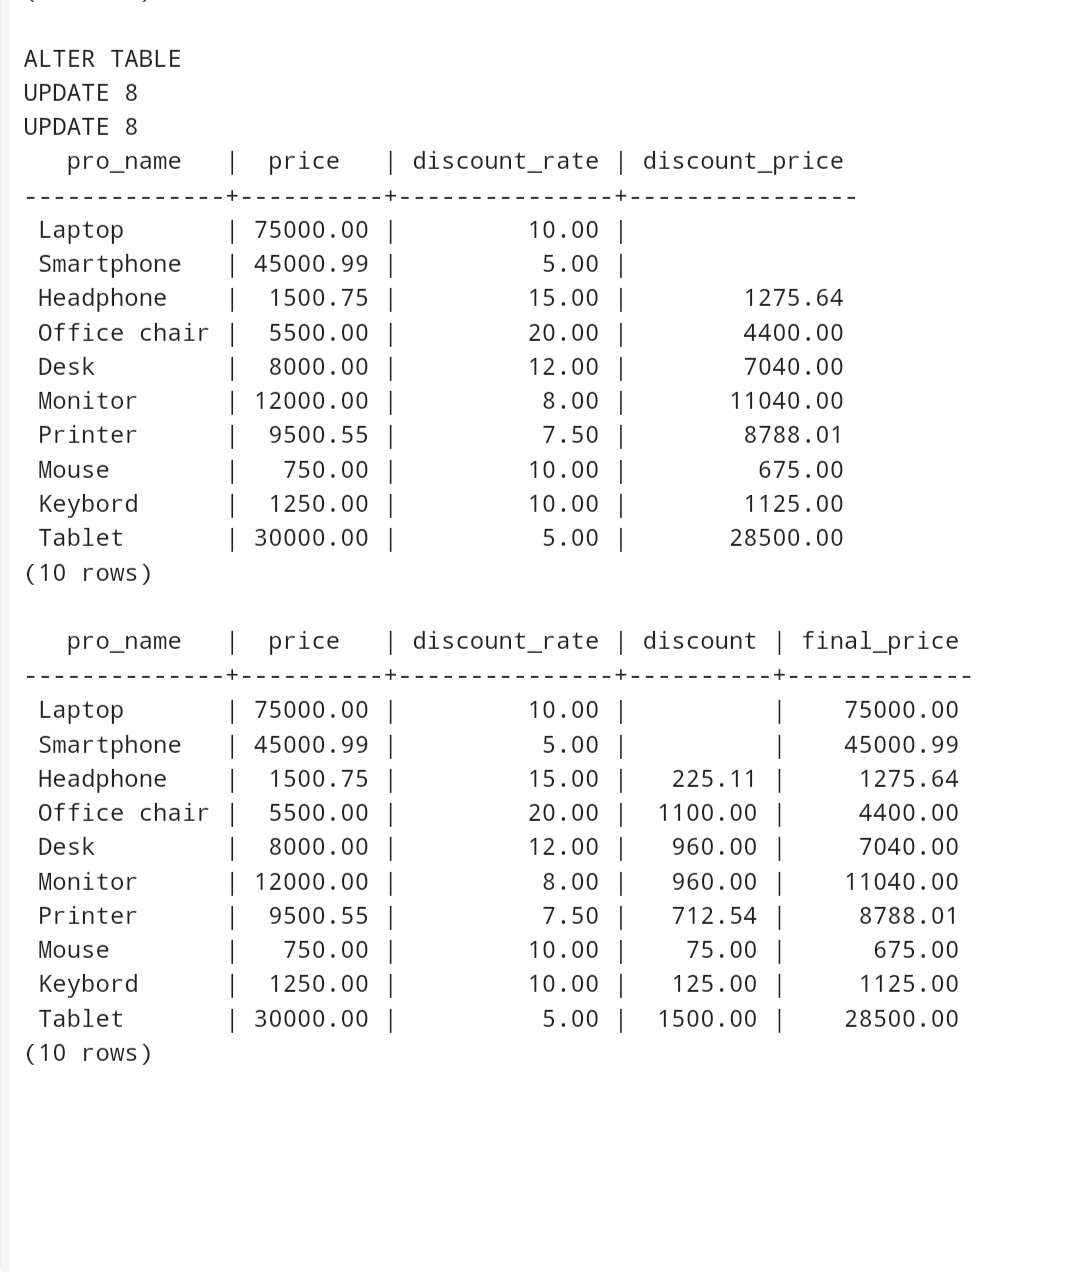 ALTER TABLE
UPDATE 8
UPDATE 8
   pro_name   |  price   | discount_rate | discount_price
--------------+----------+---------------+----------------
 Laptop       | 75000.00 |         10.00 |
 Smartphone   | 45000.99 |          5.00 |
 Headphone    |  1500.75 |         15.00 |        1275.64
 Office chair |  5500.00 |         20.00 |        4400.00
 Desk         |  8000.00 |         12.00 |        7040.00
 Monitor      | 12000.00 |          8.00 |       11040.00
 Printer      |  9500.55 |          7.50 |        8788.01
 Mouse        |   750.00 |         10.00 |         675.00
 Keybord      |  1250.00 |         10.00 |        1125.00
 Tablet       | 30000.00 |          5.00 |       28500.00
(10 rows)

   pro_name   |  price   | discount_rate | discount | final_price
--------------+----------+---------------+----------+-------------
 Laptop       | 75000.00 |         10.00 |          |    75000.00
 Smartphone   | 45000.99 |          5.00 |          |    45000.99
 Headphone    |  1500.75 |         15.00 |   225.11 |     1275.64
 Office chair |  5500.00 |         20.00 |  1100.00 |     4400.00
 Desk         |  8000.00 |         12.00 |   960.00 |     7040.00
 Monitor      | 12000.00 |          8.00 |   960.00 |    11040.00
 Printer      |  9500.55 |          7.50 |   712.54 |     8788.01
 Mouse        |   750.00 |         10.00 |    75.00 |      675.00
 Keybord      |  1250.00 |         10.00 |   125.00 |     1125.00
 Tablet       | 30000.00 |          5.00 |  1500.00 |    28500.00
(10 rows)